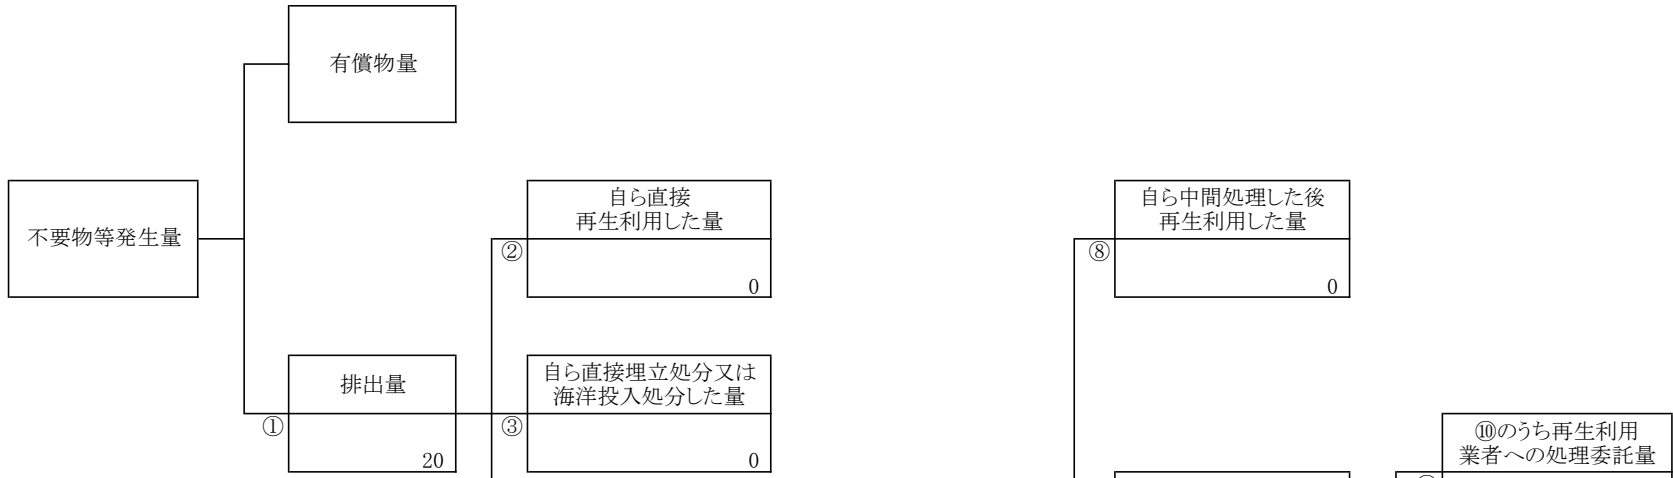 有償物量
不要物等発生量
自ら直接
再生利用した量
②
0
自ら中間処理した後
再生利用した量
⑧
0
排出量
①
20
自ら直接埋立処分又は
海洋投入処分した量
③
0
⑩のうち再生利用
業者への処理委託量